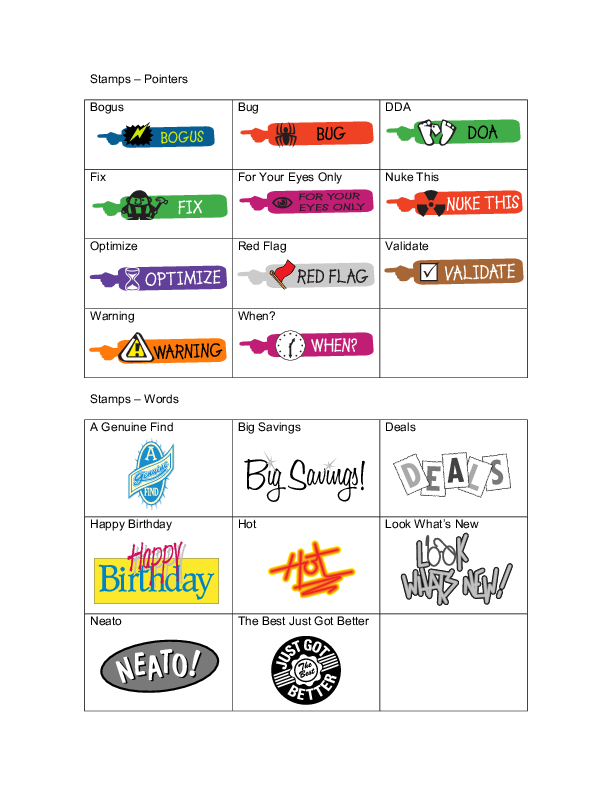 Stamps – Pointers
Bogus
BOGUS
Bug
BUG
DDA
DOA
Fix
FIX
For Your Eyes Only
FOR YOUR
EYES ONLY
Nuke This
NUKE THIS
Optimize
OPTIMIZE
Red Flag
RED FLAG
Validate
VALIDATE
Warning
WARNING
When?
WHEN?
Stamps – Words
A Genuine Find
A
Genuine
FIND
Big Savings
Big Savings!
Deals
DEALS
Happy Birthday
Happy
Birthday
Hot
Hot
Look What’s New
LOOK
WHATS NEW!
Neato
NEATO!
The Best Just Got Better
JUST GOT
The
Best
BETTER